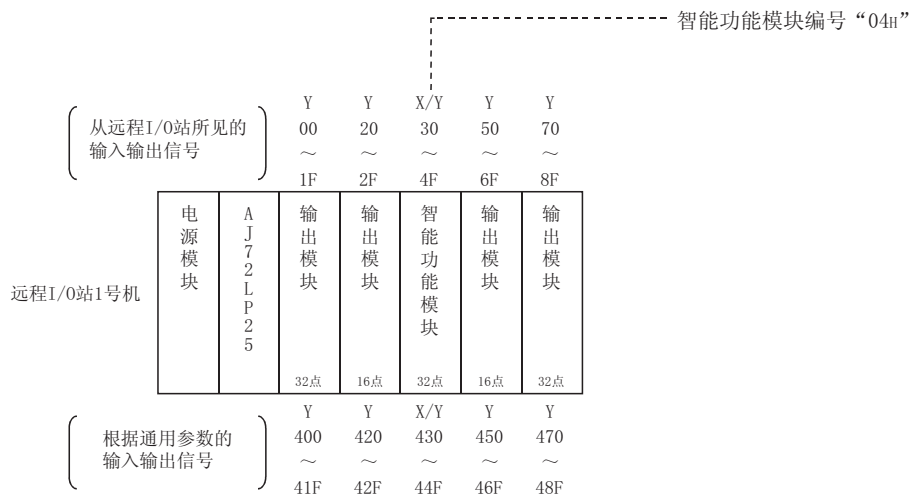 智能功能模块编号“04H”
Y Y X/Y Y Y
从远程I/O站所见的
输入输出信号
00 20 30 50 70
～ ～ ～ ～ ～
1F 2F 4F 6F 8F
远程I/O站1号机
电源模块
AJ72LP25
输出模块
输出模块
智能功能模块
输出模块
输出模块
32点 16点 32点 16点 32点
Y Y X/Y Y Y
根据通用参数的
输入输出信号
400 420 430 450 470
～ ～ ～ ～ ～
41F 42F 44F 46F 48F